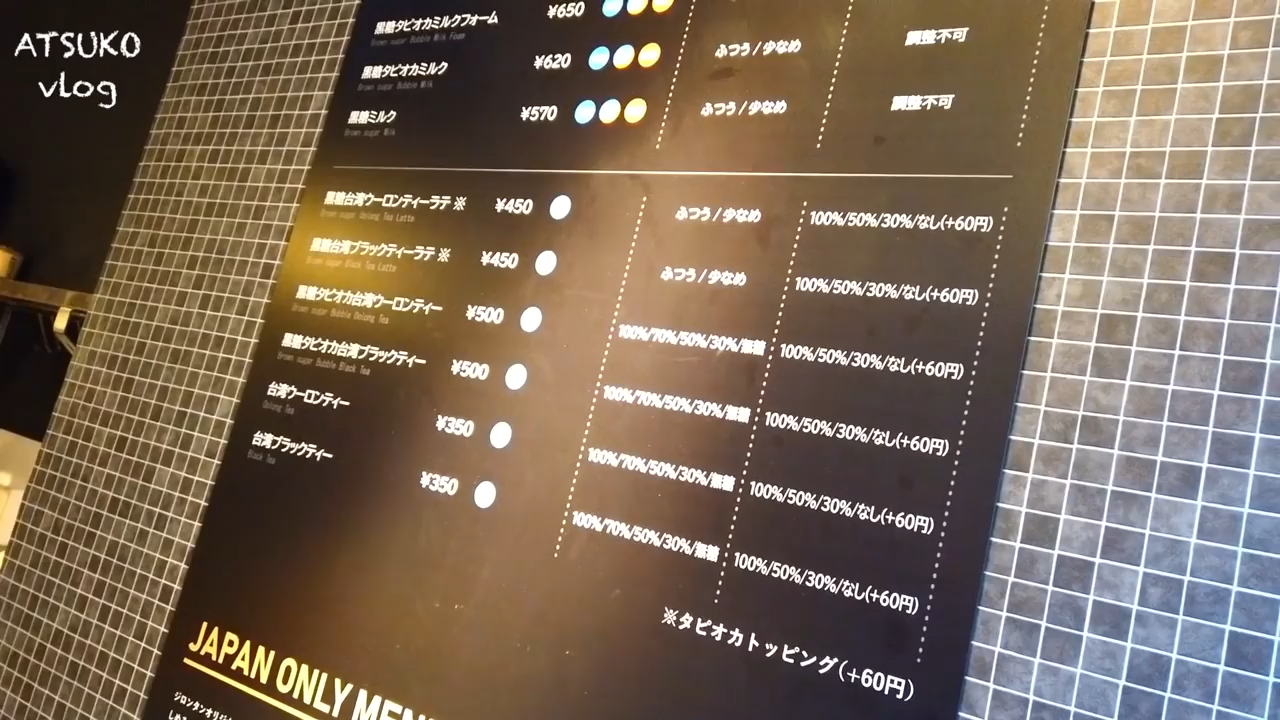 ATSUKO
vlog
黒糖タピオカミルクフォーム ¥650
Brown sugar Bubble Milk Foam
黒糖タピオカミルク ¥620 ふつう / 少なめ 調整不可
Brown sugar Bubble Milk
黒糖ミルク ¥570 ふつう / 少なめ 調整不可
Brown sugar Milk
黒糖台湾ウーロンティーラテ ※ ¥450 ふつう / 少なめ 100%/50%/30%/なし(+60円)
Brown sugar Oolong Tea Latte
黒糖台湾ブラックティーラテ ※ ¥450 ふつう / 少なめ 100%/50%/30%/なし(+60円)
Brown sugar Black Tea Latte
黒糖タピオカ台湾ウーロンティー ¥500 100%/70%/50%/30%/無糖 100%/50%/30%/なし(+60円)
Brown sugar Bubble Oolong Tea
黒糖タピオカ台湾ブラックティー ¥500 100%/70%/50%/30%/無糖 100%/50%/30%/なし(+60円)
Brown sugar Bubble Black Tea
台湾ウーロンティー ¥350 100%/70%/50%/30%/無糖 100%/50%/30%/なし(+60円)
Oolong Tea
台湾ブラックティー ¥350 100%/70%/50%/30%/無糖 100%/50%/30%/なし(+60円)
Black Tea
※タピオカトッピング(+60円)
JAPAN ONLY MEN
ジロンタンオリジ